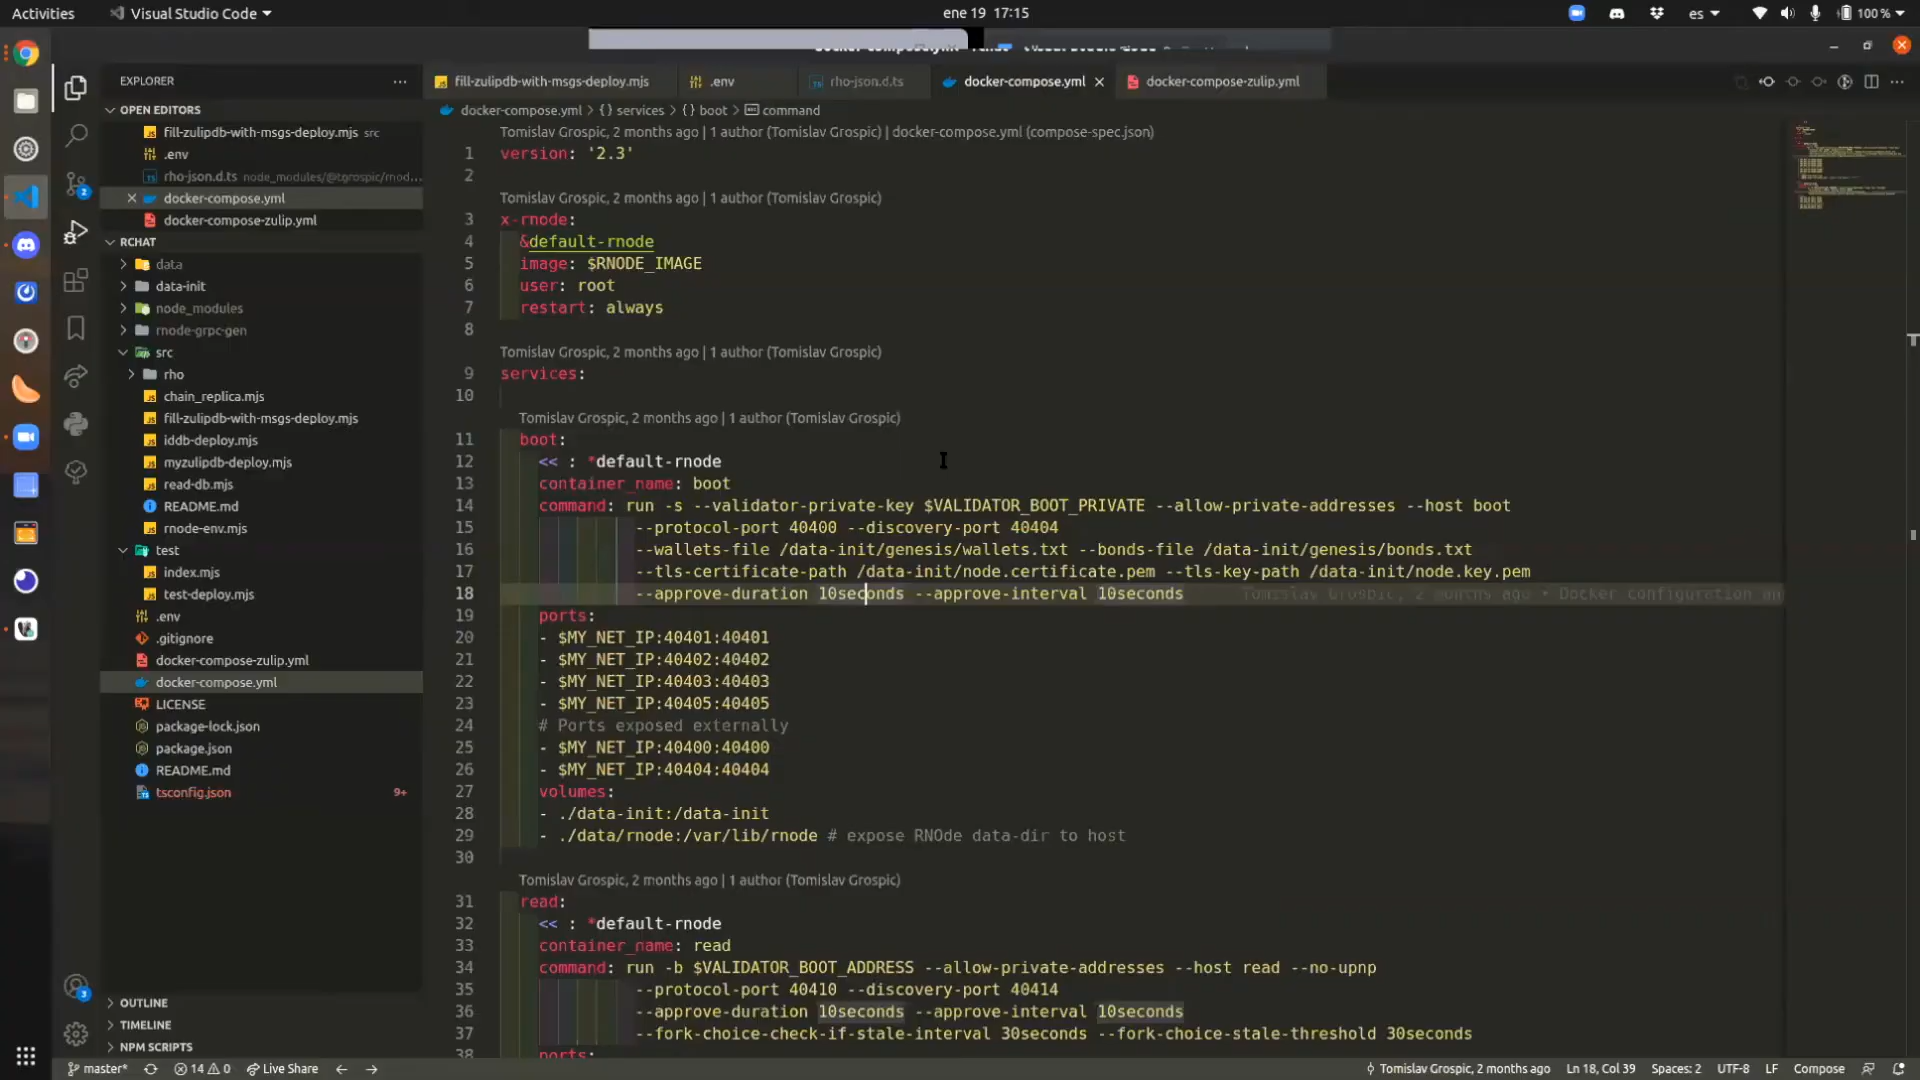 Activities
Visual Studio Code
ene 19 17:15
es
100 %
EXPLORER
fill-zulipdb-with-msgs-deploy.mjs
.env
rho-json.d.ts
docker-compose.yml
docker-compose-zulip.yml
OPEN EDITORS
fill-zulipdb-with-msgs-deploy.mjs src
.env
rho-json.d.ts node_modules/@tgrospic/rnod...
docker-compose.yml
docker-compose-zulip.yml
RCHAT
data
data-init
node_modules
rnode-grpc-gen
src
rho
chain_replica.mjs
fill-zulipdb-with-msgs-deploy.mjs
iddb-deploy.mjs
myzulipdb-deploy.mjs
read-db.mjs
README.md
rnode-env.mjs
test
index.mjs
test-deploy.mjs
.env
.gitignore
docker-compose-zulip.yml
docker-compose.yml
LICENSE
package-lock.json
package.json
README.md
tsconfig.json 9+
OUTLINE
TIMELINE
NPM SCRIPTS
docker-compose.yml > { } services > { } boot > command
Tomislav Grospic, 2 months ago | 1 author (Tomislav Grospic) | docker-compose.yml (compose-spec.json)
1 version: '2.3'
2
Tomislav Grospic, 2 months ago | 1 author (Tomislav Grospic)
3 x-rnode:
4 &default-rnode
5 image: $RNODE_IMAGE
6 user: root
7 restart: always
8
Tomislav Grospic, 2 months ago | 1 author (Tomislav Grospic)
9 services:
10
Tomislav Grospic, 2 months ago | 1 author (Tomislav Grospic)
11 boot:
12 << : *default-rnode
13 container_name: boot
14 command: run -s --validator-private-key $VALIDATOR_BOOT_PRIVATE --allow-private-addresses --host boot
15 --protocol-port 40400 --discovery-port 40404
16 --wallets-file /data-init/genesis/wallets.txt --bonds-file /data-init/genesis/bonds.txt
17 --tls-certificate-path /data-init/node.certificate.pem --tls-key-path /data-init/node.key.pem
18 --approve-duration 10seconds --approve-interval 10seconds Tomislav Grospic, 2 months ago • Docker configuration an
19 ports:
20 - $MY_NET_IP:40401:40401
21 - $MY_NET_IP:40402:40402
22 - $MY_NET_IP:40403:40403
23 - $MY_NET_IP:40405:40405
24 # Ports exposed externally
25 - $MY_NET_IP:40400:40400
26 - $MY_NET_IP:40404:40404
27 volumes:
28 - ./data-init:/data-init
29 - ./data/rnode:/var/lib/rnode # expose RNOde data-dir to host
30
Tomislav Grospic, 2 months ago | 1 author (Tomislav Grospic)
31 read:
32 << : *default-rnode
33 container_name: read
34 command: run -b $VALIDATOR_BOOT_ADDRESS --allow-private-addresses --host read --no-upnp
35 --protocol-port 40410 --discovery-port 40414
36 --approve-duration 10seconds --approve-interval 10seconds
37 --fork-choice-check-if-stale-interval 30seconds --fork-choice-stale-threshold 30seconds
38 ports:
master*
14
0
Live Share
Tomislav Grospic, 2 months ago
Ln 18, Col 39
Spaces: 2
UTF-8
LF
Compose